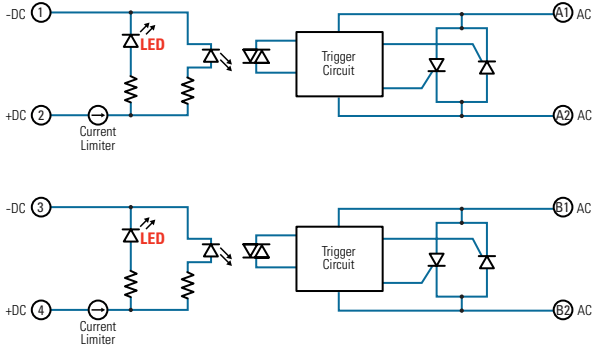 -DC 1
LED
A1 AC
Trigger
Circuit
+DC 2
Current
Limiter
A2 AC
-DC 3
LED
B1 AC
Trigger
Circuit
+DC 4
Current
Limiter
B2 AC